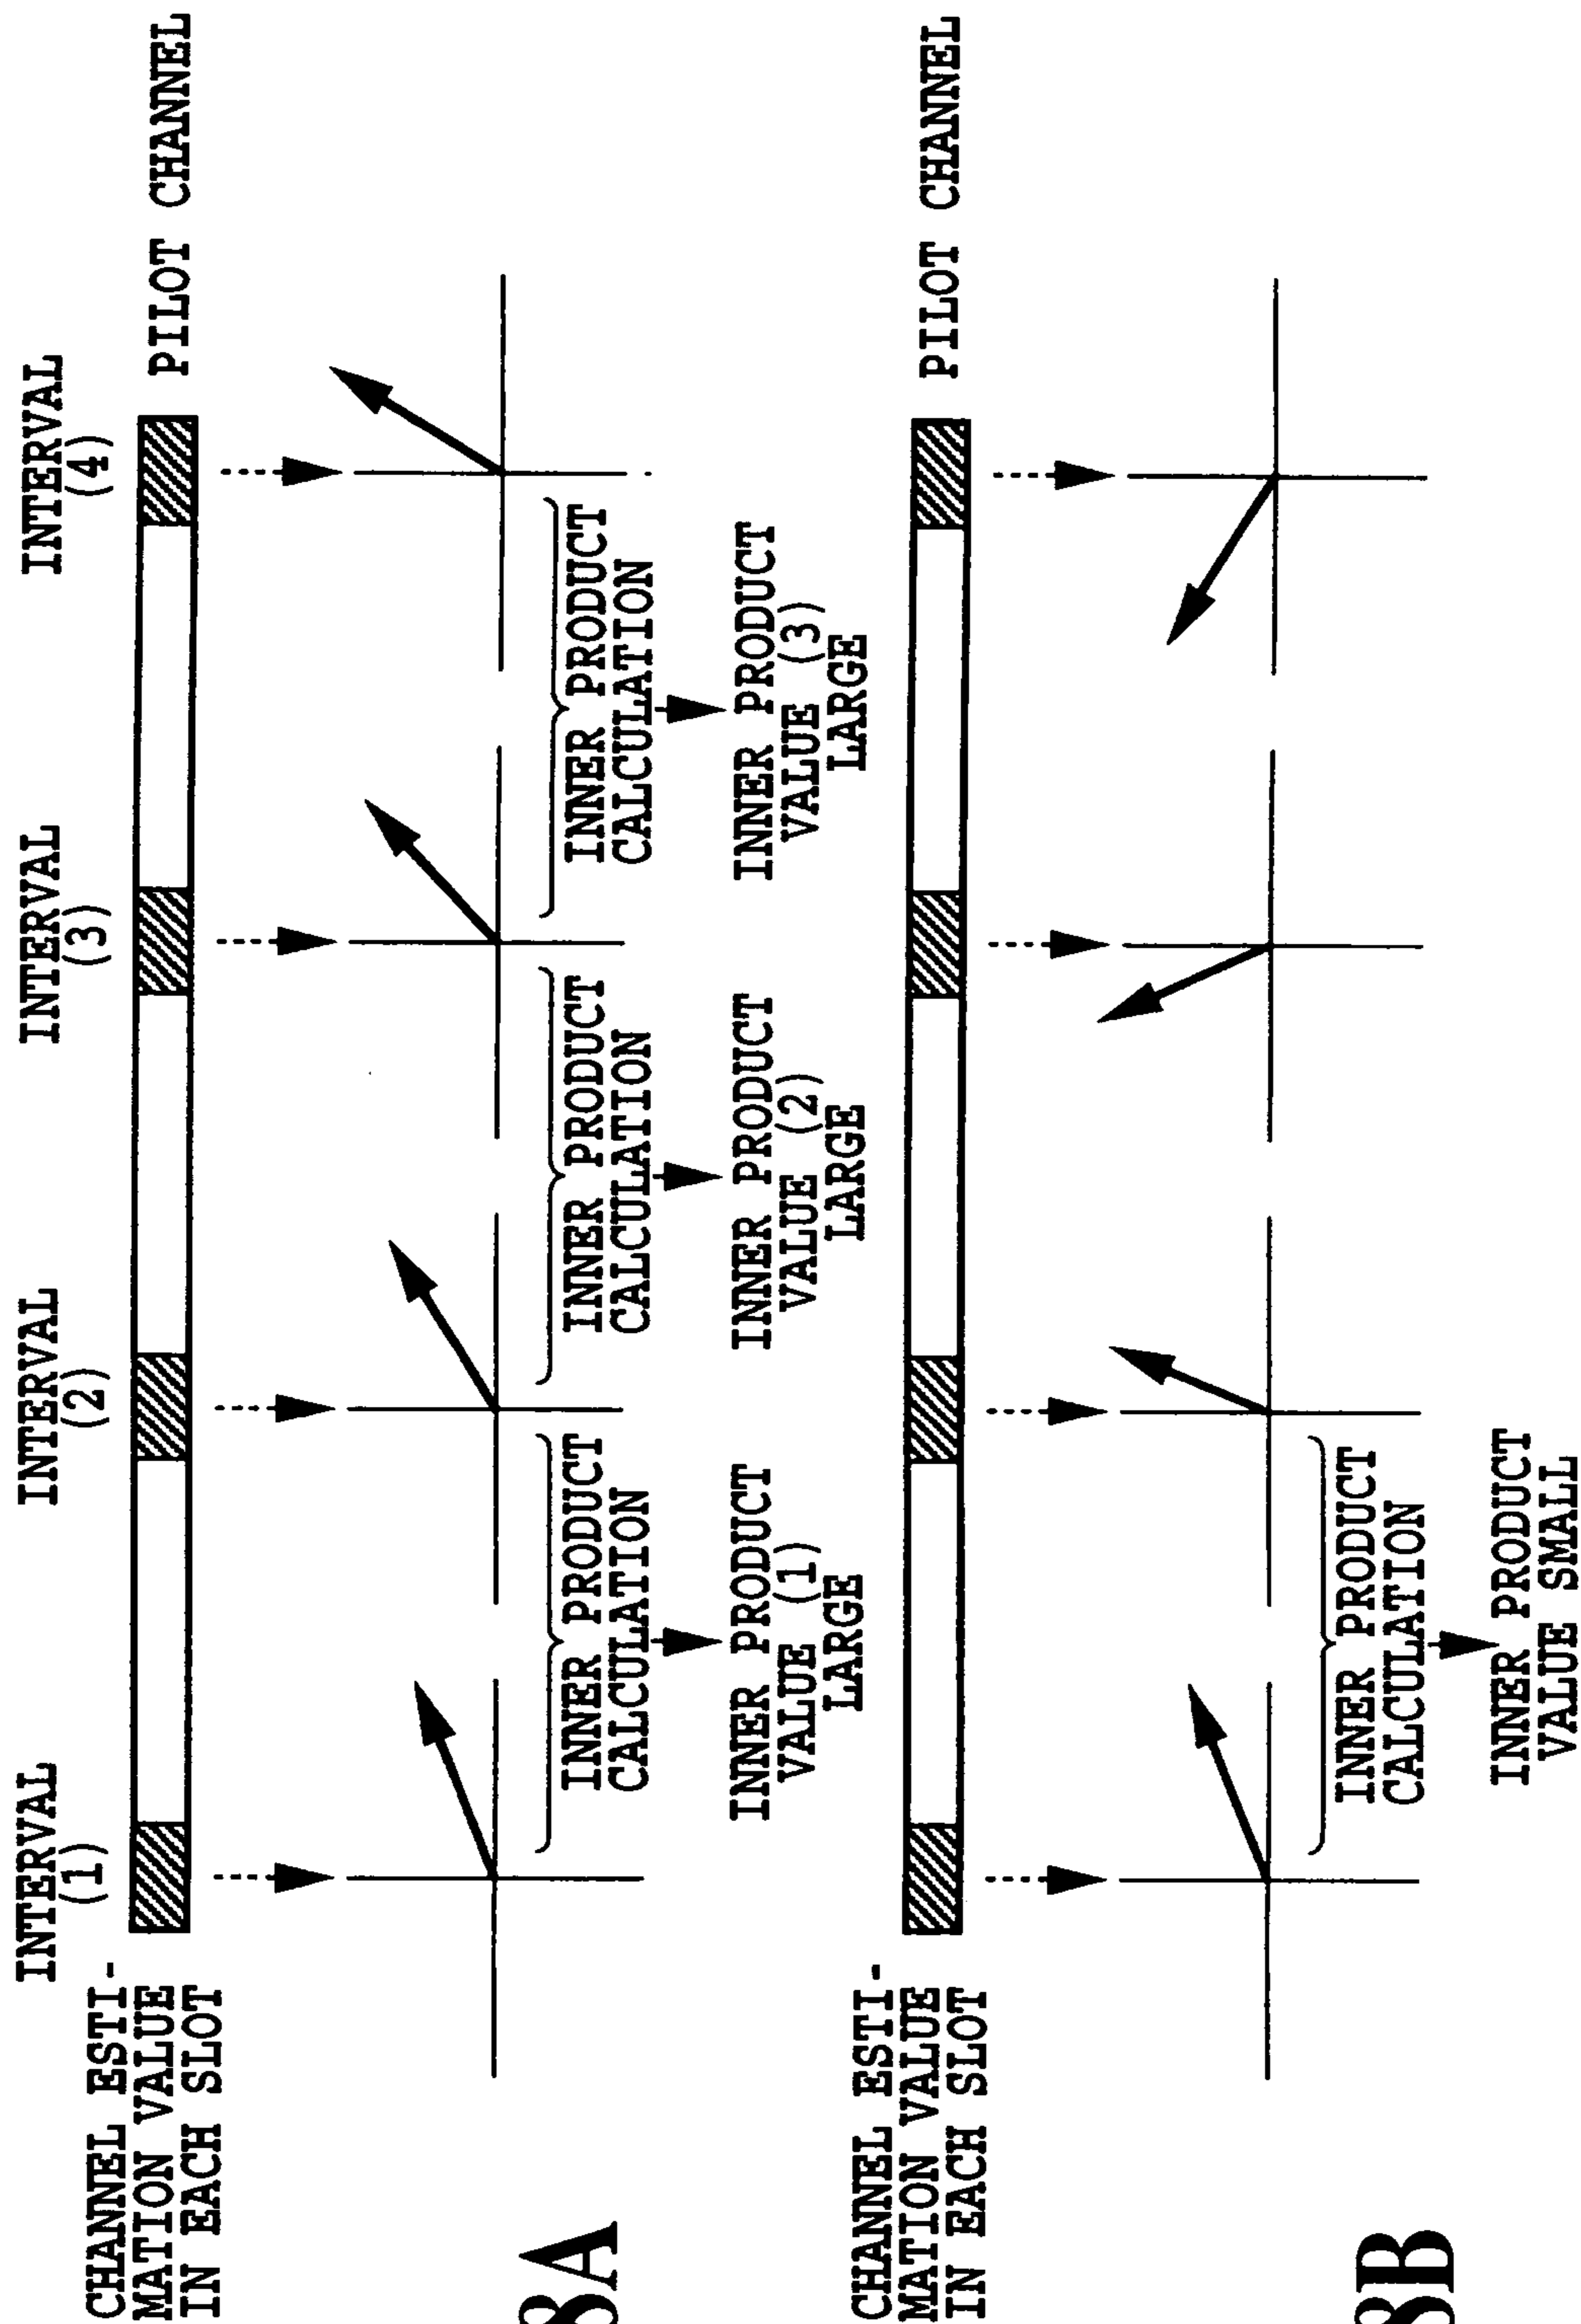 INTERVAL
(1)
INTERVAL
(2)
INTERVAL
(3)
INTERVAL
(4)
CHANNEL ESTI-
MATION VALUE
IN EACH SLOT
PILOT CHANNEL
INNER PRODUCT
CALCULATION
INNER PRODUCT
CALCULATION
INNER PRODUCT
CALCULATION
INNER PRODUCT
VALUE (1)
LARGE
INNER PRODUCT
VALUE (2)
LARGE
INNER PRODUCT
VALUE (3)
LARGE
8A
CHANNEL ESTI-
MATION VALUE
IN EACH SLOT
PILOT CHANNEL
INNER PRODUCT
CALCULATION
INNER PRODUCT
VALUE SMALL
8B